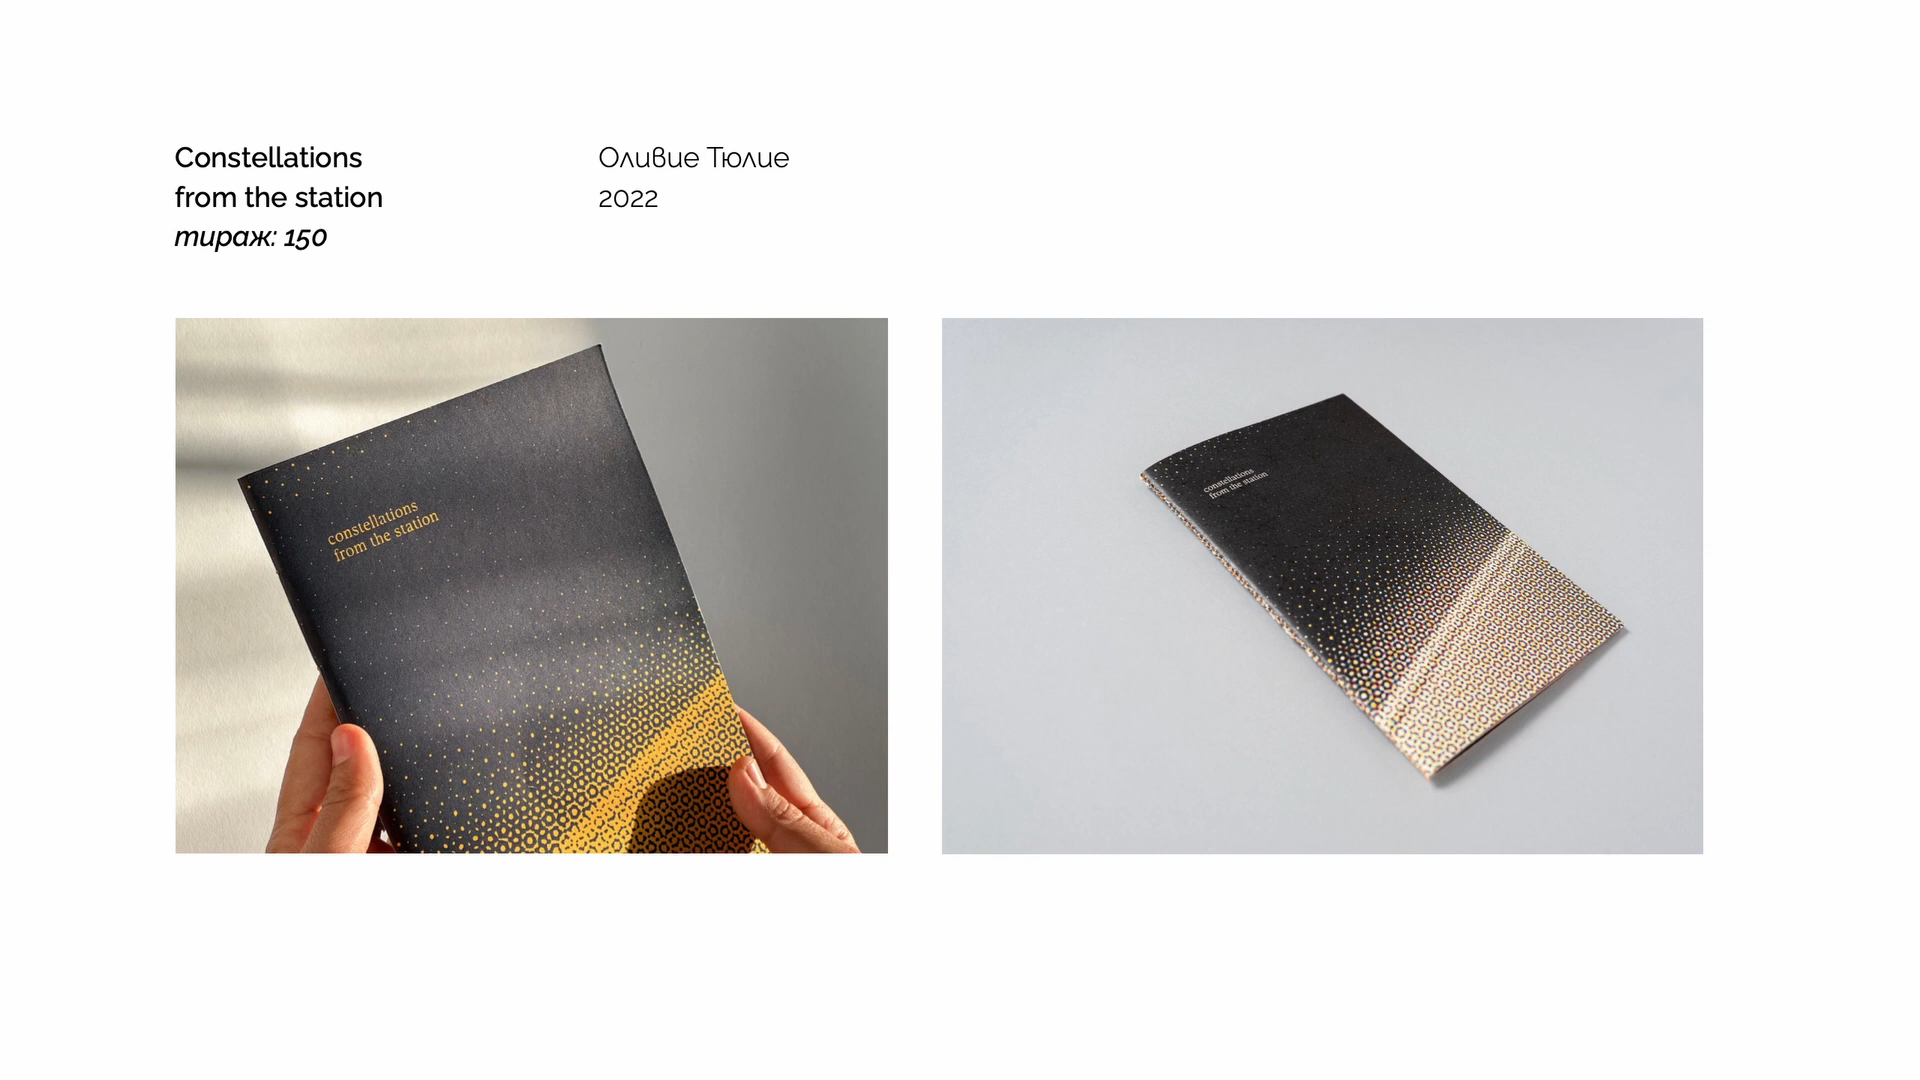 Constellations
from the station
тираж: 150
Оливие Тюлие
2022
constellations
from the station
constellations
from the station